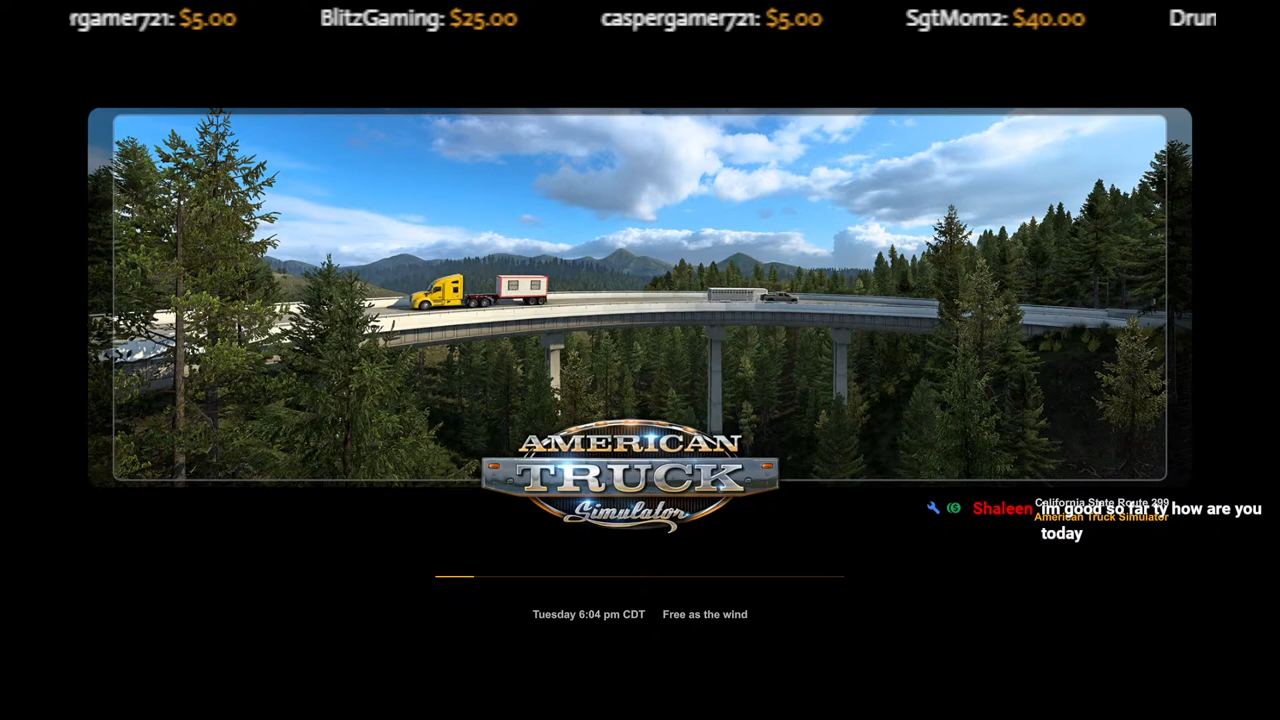 rgamer721: $5.00 BlitzGaming: $25.00 caspergamer721: $5.00 SgtMom2: $40.00 Drum
AMERICAN
TRUCK
Simulator
California State Route 299
Shaleen im good so far ty how are you
American Truck Simulator
today
Tuesday 6:04 pm CDT Free as the wind